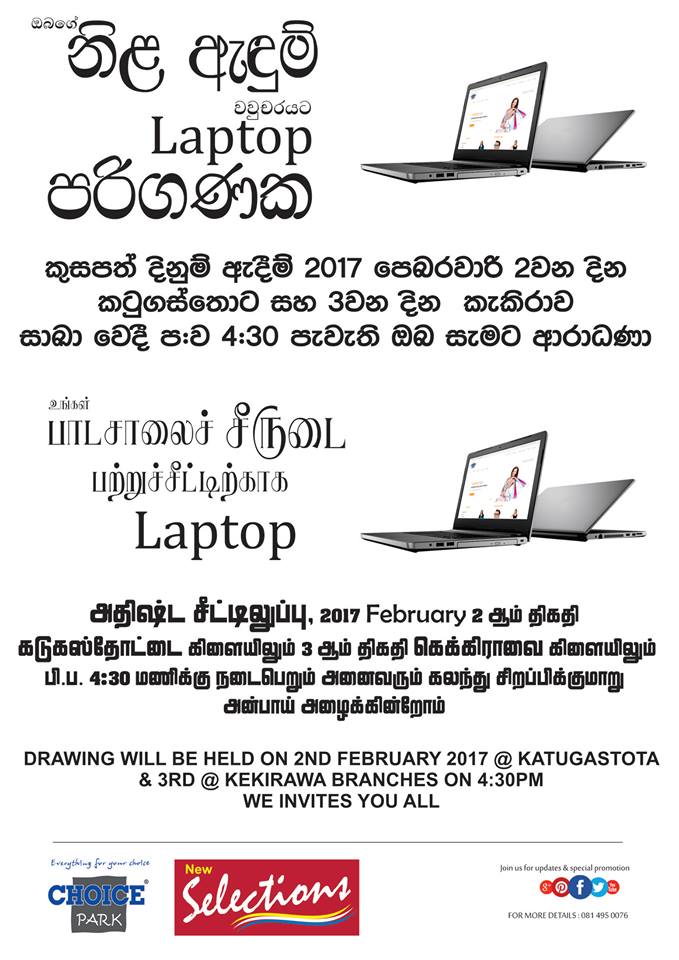 ඔබගේ
නිළ ඇඳුම්
වවුචරයට
Laptop
පරිගණක
කුසපත් දිනුම් ඇදීම් 2017 පෙබරවාරි 2වන දින
කටුගස්තොට සහ 3වන දින කැකිරාව
සාඛා වෙදී ප:ව 4:30 පැවැති ඔබ සැමට ආරාධණා
உங்கள்
பாடசாலைச் சீருடை
பற்றுச்சீட்டிற்காக
Laptop
அதிஷ்ட சீட்டிலுப்பு, 2017 February 2 ஆம் திகதி
கடுகஸ்தோட்டை கிளையிலும் 3 ஆம் திகதி கெக்கிராவை கிளையிலும்
பி.ப. 4:30 மணிக்கு நடைபெறும் அனைவரும் கலந்து சிறப்பிக்குமாறு
அன்பாய் அழைக்கின்றோம்
DRAWING WILL BE HELD ON 2ND FEBRUARY 2017 @ KATUGASTOTA
& 3RD @ KEKIRAWA BRANCHES ON 4:30PM
WE INVITES YOU ALL
Everything for your choice
CHOICE®
PARK
New
Selections
Join us for updates & special promotion
FOR MORE DETAILS : 081 495 0076